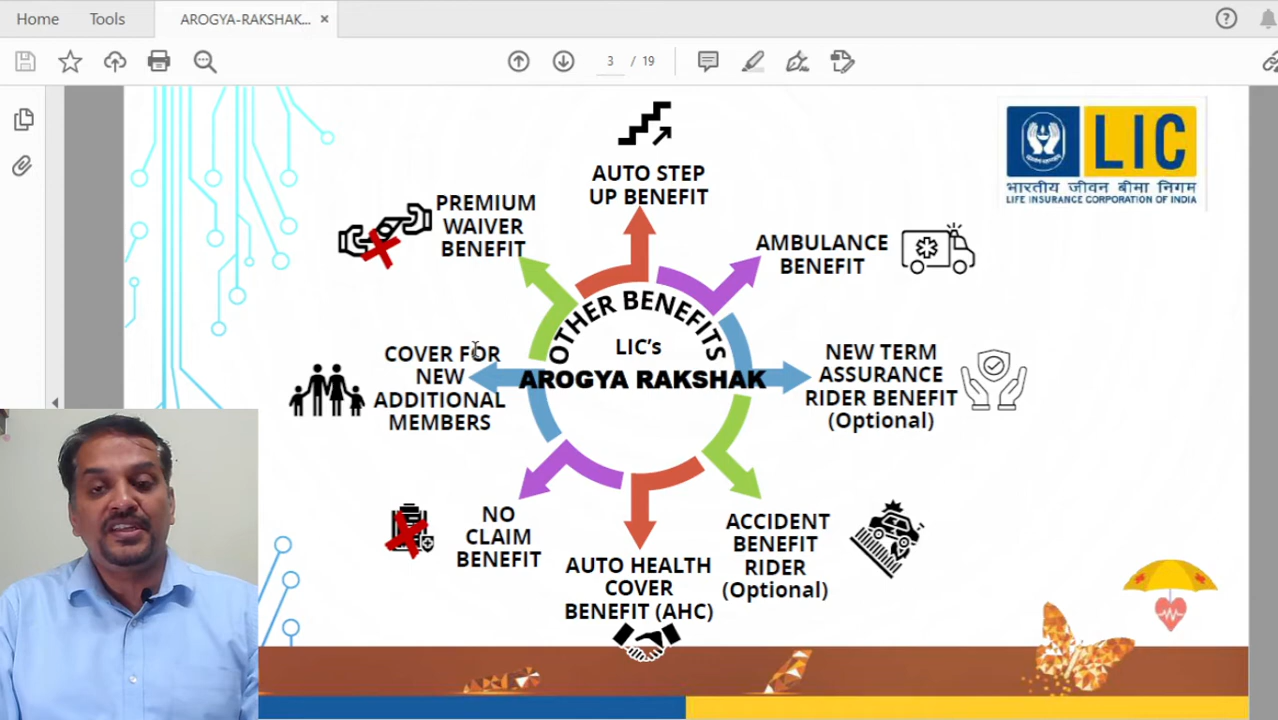 Home
Tools
AROGYA-RAKSHAK...
3 / 19
LIC
भारतीय जीवन बीमा निगम
LIFE INSURANCE CORPORATION OF INDIA
AUTO STEP
UP BENEFIT
PREMIUM
WAIVER
BENEFIT
AMBULANCE
BENEFIT
OTHER BENEFITS
LIC's
AROGYA RAKSHAK
COVER FOR
NEW
ADDITIONAL
MEMBERS
NEW TERM
ASSURANCE
RIDER BENEFIT
(Optional)
NO
CLAIM
BENEFIT
AUTO HEALTH
COVER
BENEFIT (AHC)
ACCIDENT
BENEFIT
RIDER
(Optional)